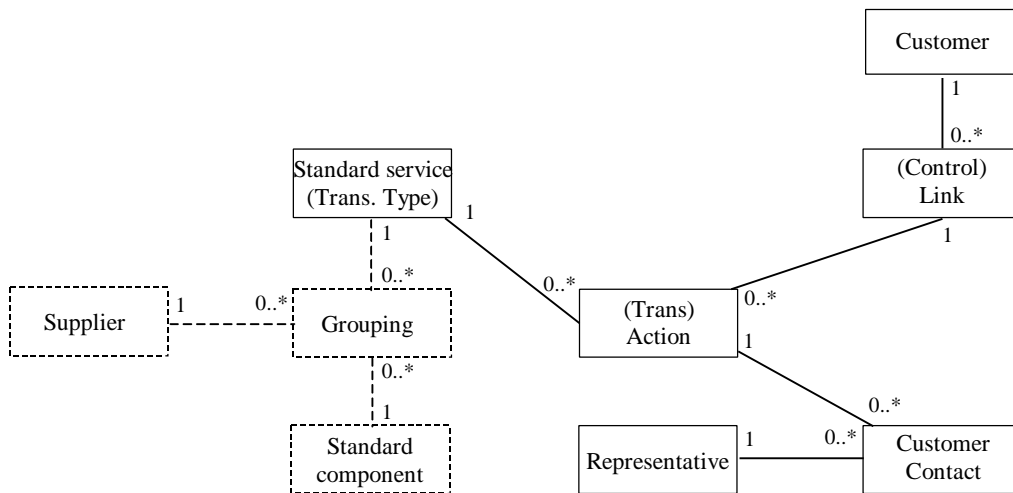 Customer
1
0..*
Standard service
(Trans. Type)
(Control)
Link
1
1
1
0..*
0..*
0..*
Supplier
1
0..*
Grouping
(Trans)
Action
0..*
1
0..*
1
0..*
Standard
component
Representative
1
0..*
Customer
Contact